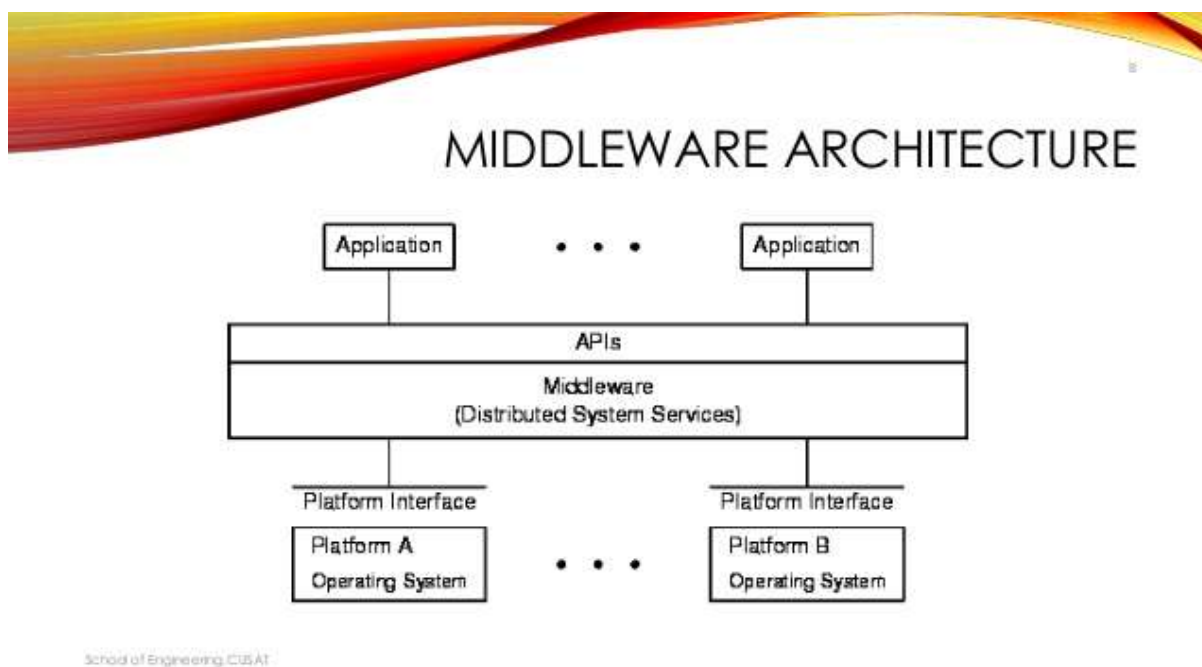 MIDDLEWARE ARCHITECTURE
Application
Application
APIs
Middleware
(Distributed System Services)
Platform Interface
Platform Interface
Platform A
Operating System
Platform B
Operating System
School of Engineering, CUSAT